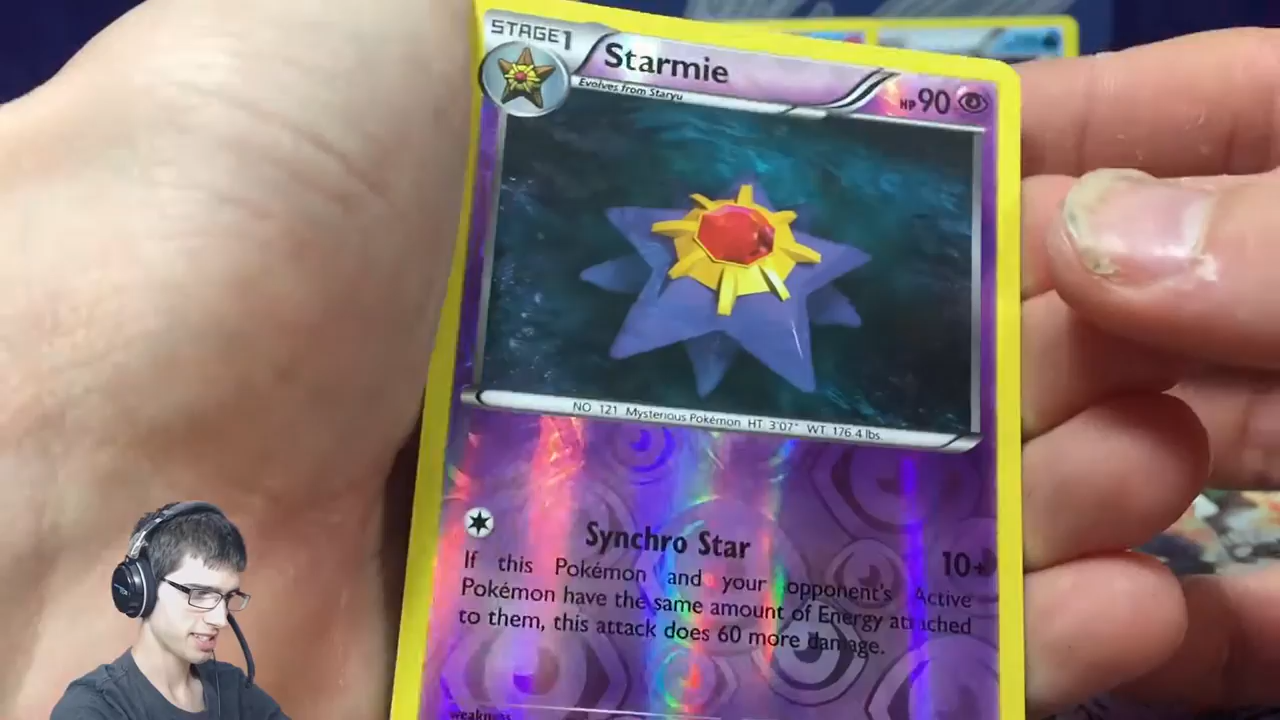 STAGE1
Starmie
Evolves from Staryu
HP 90
NO 121 Mysterious Pokémon HT 3'07" WT 176.4 lbs.
Synchro Star 10+
If this Pokémon and your opponent's Active
Pokémon have the same amount of Energy attached
to them, this attack does 60 more damage.
weakness